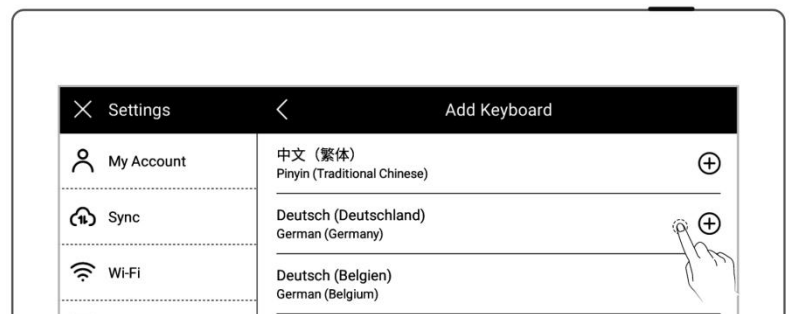 Settings
Add Keyboard
My Account
Sync
Wi-Fi
中文（繁体）
Pinyin (Traditional Chinese)
Deutsch (Deutschland)
German (Germany)
Deutsch (Belgien)
German (Belgium)